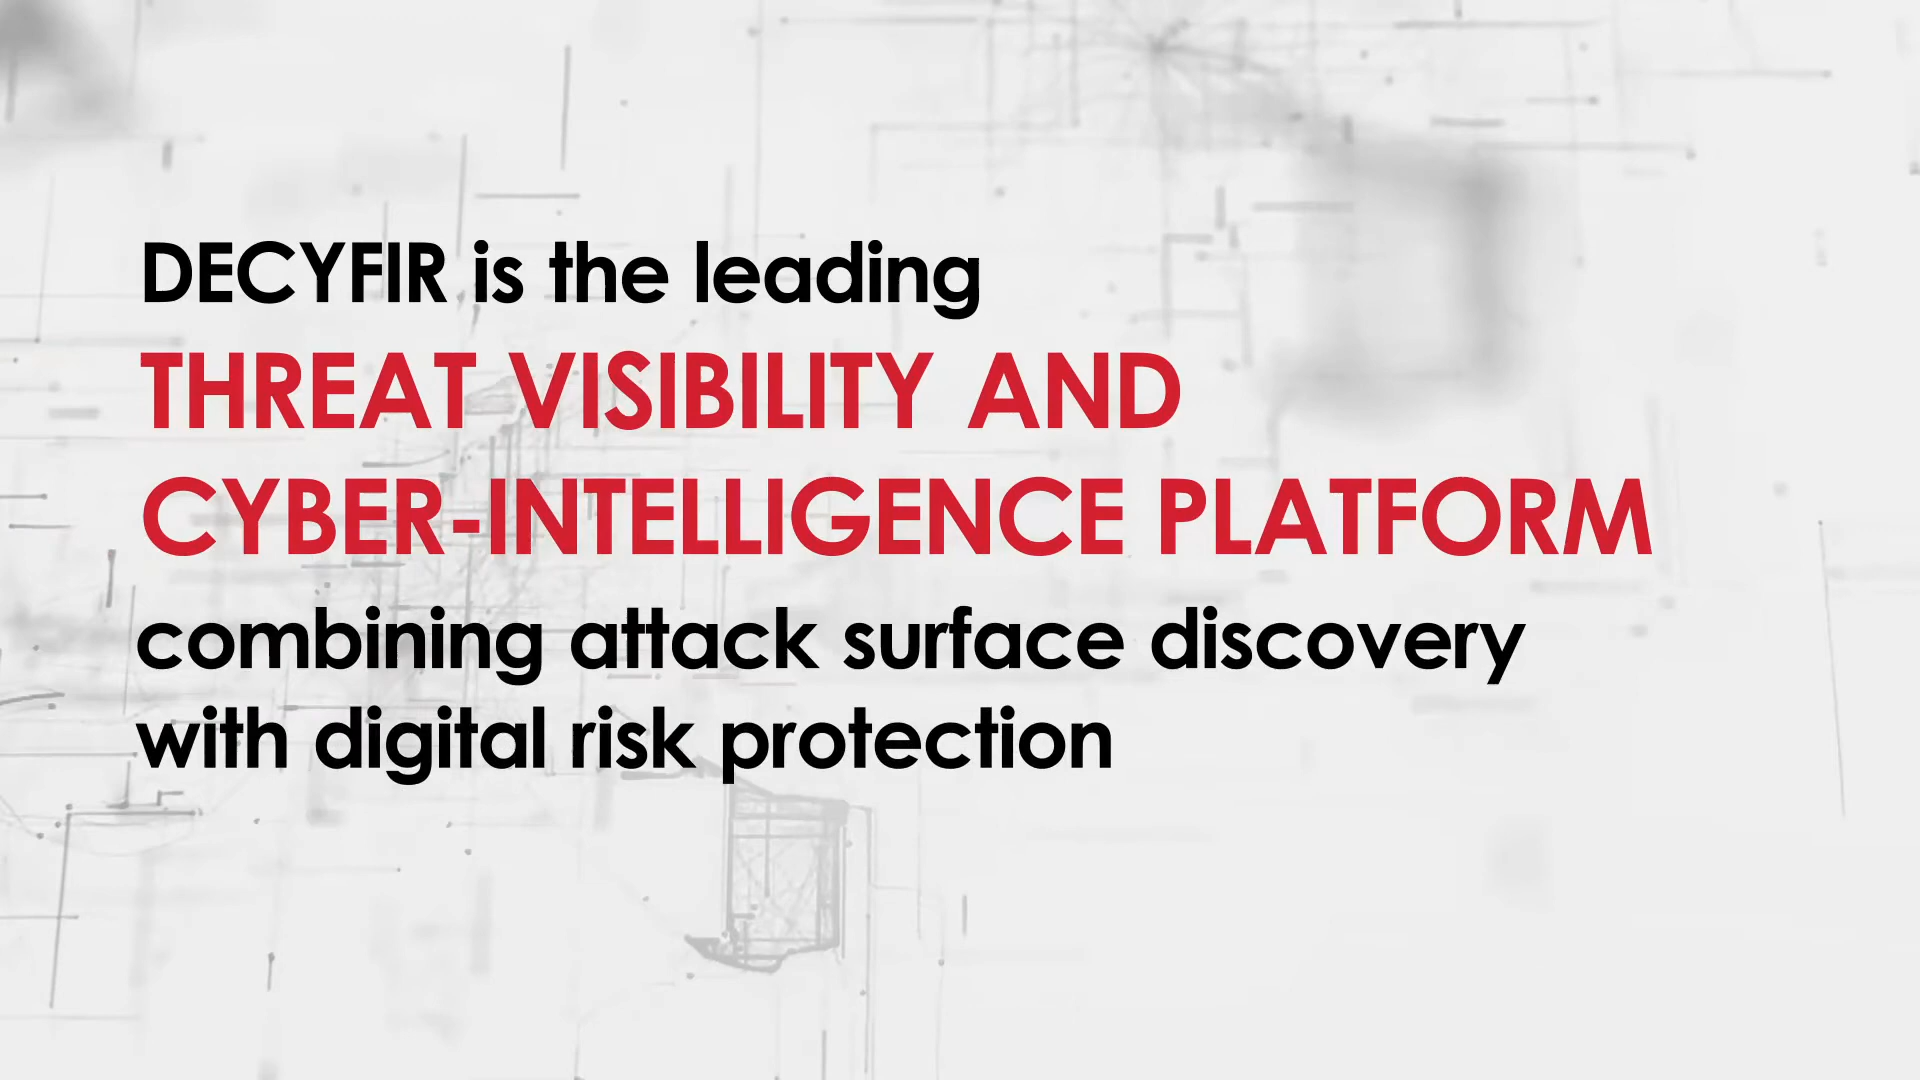 DECYFIR is the leading
THREAT VISIBILITY AND
CYBER-INTELLIGENCE PLATFORM
combining attack surface discovery
with digital risk protection